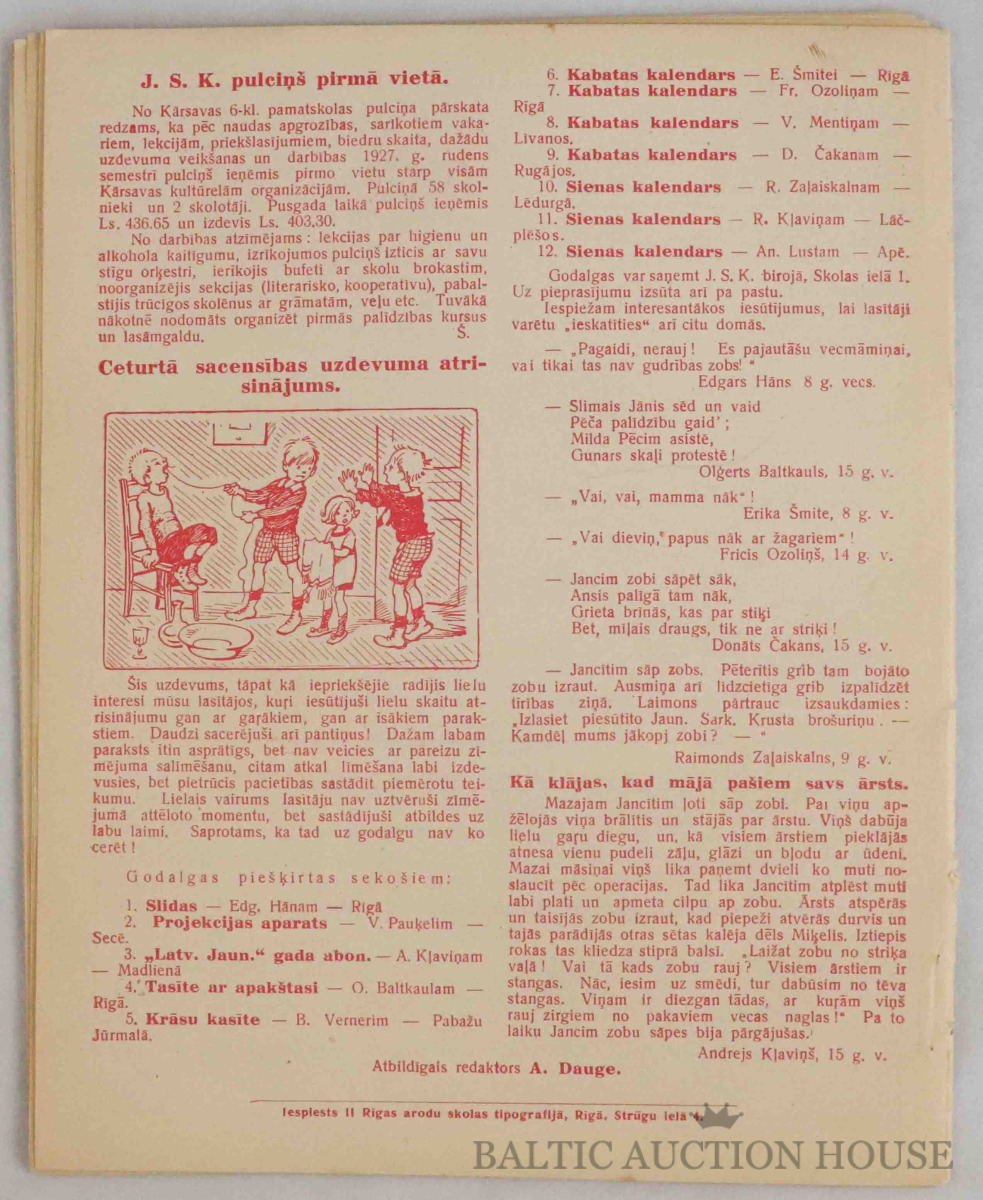 J. S. K. pulciņš pirmā vietā.
No Kārsavas 6-kl. pamatskolas pulciņa pārskata
redzams, ka pēc naudas apgrozības, sarīkotiem vaka-
riem, lekcijām, priekšlasījumiem, biedru skaita, dažādu
uzdevuma veikšanas un darbības 1927. g. rudens
semestrī pulciņš ieņēmis pirmo vietu starp visām
Kārsavas kultūrelām organizācijām. Pulciņā 58 skol-
nieki un 2 skolotāji. Pusgada laikā pulciņš ieņēmis
Ls. 436.65 un izdevis Ls. 403,30.
No darbības atzīmējams: lekcijas par higienu un
alkohola kaitīgumu, izrīkojumos pulciņš izticis ar savu
stīgu orķestri, ierīkojis bufeti ar skolu brokastīm,
noorganizējis sekcijas (literarisko, kooperatīvu), pabal-
stījis trūcīgos skolēnus ar grāmatām, veļu etc. Tuvākā
nākotnē nodomāts organizēt pirmās palīdzības kursus
un lasāmgaldu. Š.
Ceturtā sacensības uzdevuma atri-
sinājums.
Šis uzdevums, tāpat kā iepriekšējie radījis lielu
interesi mūsu lasītājos, kuŗi iesūtījuši lielu skaitu at-
risinājumu gan ar gaŗākiem, gan ar īsākiem parak-
stiem. Daudzi sacerējuši arī pantiņus! Dažam labam
paraksts itin asprātīgs, bet nav veicies ar pareizu zī-
mējuma salīmēšanu, citam atkal līmēšana labi izde-
vusies, bet pietrūcis pacietības sastādīt piemērotu tei-
kumu. Lielais vairums lasītāju nav uztvēruši zīmē-
jumā attēloto momentu, bet sastādījuši atbildes uz
labu laimi. Saprotams, ka tad uz godalgu nav ko
cerēt!
Godalgas piešķirtas sekošiem:
1. Slidas — Edg. Hānam — Rīgā
2. Projekcijas aparats — V. Pauķelim —
Secē.
3. „Latv. Jaun.“ gada abon. — A. Kļaviņam
— Madlienā
4. Tasīte ar apakštasi — O. Baltkaulam —
Rīgā.
5. Krāsu kasīte — B. Vernerim — Pabažu
Jūrmalā.
6. Kabatas kalendars — E. Šmitei — Rīgā
7. Kabatas kalendars — Fr. Ozoliņam —
Rīgā
8. Kabatas kalendars — V. Mentiņam —
Līvanos.
9. Kabatas kalendars — D. Čakanam —
Rugājos.
10. Sienas kalendars — R. Zaļaiskalnam —
Lēdurgā.
11. Sienas kalendars — R. Kļaviņam — Lāč-
plēšos.
12. Sienas kalendars — An. Lustam — Apē.
Godalgas var saņemt J. S. K. birojā, Skolas ielā 1.
Uz pieprasījumu izsūta arī pa pastu.
Iespiežam interesantākos iesūtījumus, lai lasītāji
varētu „ieskatīties“ arī citu domās.
— „Pagaidi, nerauj! Es pajautāšu vecmāmiņai,
vai tikai tas nav gudrības zobs!“
Edgars Hāns 8 g. vecs.
— Slimais Jānis sēd un vaid
Pēča palīdzību gaid';
Milda Pēcim asistē,
Gunars skaļi protestē!
Oļģerts Baltkauls, 15 g. v.
— „Vai, vai, mamma nāk“!
Erika Šmite, 8 g. v.
— „Vai dieviņ, papus nāk ar žagariem“!
Fricis Ozoliņš, 14 g. v.
— Jancim zobi sāpēt sāk,
Ansis palīgā tam nāk,
Grieta brīnās, kas par stiķi
Bet, mīļais draugs, tik ne ar striķi!
Donāts Čakans, 15 g. v.
— Jancītim sāp zobs. Pēterītis grib tam bojāto
zobu izraut. Ausmiņa arī līdzcietīga grib izpalīdzēt
tīrības ziņā. Laimons pārtrauc izsaukdamies:
„Izlasiet piesūtīto Jaun. Sark. Krusta brošuriņu. —
Kamdēļ mums jākopj zobi? — “
Raimonds Zaļaiskalns, 9 g. v.
Kā klājas, kad mājā pašiem savs ārsts.
Mazajam Jancītim ļoti sāp zobi. Par viņu ap-
žēlojās viņa brālītis un stājās par ārstu. Viņš dabūja
lielu gaŗu diegu, un, kā visiem ārstiem pieklājās
atnesa vienu pudeli zāļu, glāzi un bļodu ar ūdeni.
Mazai māsiņai viņš lika paņemt dvieli ko muti no-
slaucīt pēc operacijas. Tad lika Jancītim atplēst muti
labi plati un apmeta cilpu ap zobu. Ārsts atspērās
un taisījās zobu izraut, kad piepeži atvērās durvis un
tajās parādījās otras sētas kalēja dēls Miķelis. Iztiepis
rokas tas kliedza stiprā balsī. „Laižat zobu no striķa
vaļā! Vai tā kāds zobu rauj? Visiem ārstiem ir
stangas. Nāc, iesim uz smēdi, tur dabūsim no tēva
stangas. Viņam ir diezgan tādas, ar kuŗām viņš
rauj zirgiem no pakaviem vecas naglas!“ Pa to
laiku Jancim zobu sāpes bija pārgājušas.
Andrejs Kļaviņš, 15 g. v.
Atbildīgais redaktors A. Dauge.
Iespiests II Rīgas arodu skolas tipografijā, Rīgā, Strūgu ielā 4.
BALTIC AUCTION HOUSE